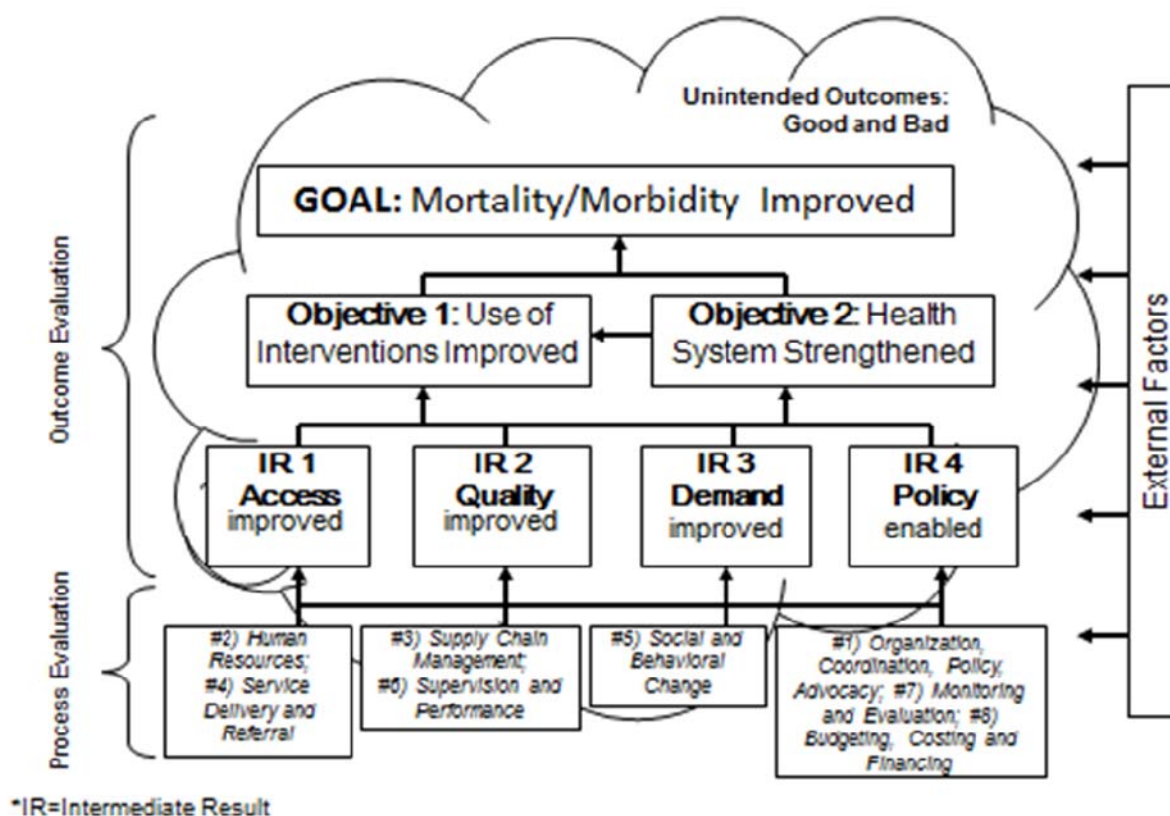 Unintended Outcomes:
Good and Bad
GOAL: Mortality/Morbidity Improved
Objective 1: Use of
Interventions Improved
Objective 2: Health
System Strengthened
IR 1
Access
improved
IR 2
Quality
improved
IR 3
Demand
improved
IR 4
Policy
enabled
#2) Human
Resources;
#4) Service
Delivery and
Referral
#3) Supply Chain
Management;
#6) Supervision and
Performance
#5) Social and
Behavioral
Change
#1) Organization,
Coordination, Policy,
Advocacy; #7) Monitoring
and Evaluation; #8)
Budgeting, Costing and
Financing
Outcome Evaluation
Process Evaluation
External Factors
*IR=Intermediate Result